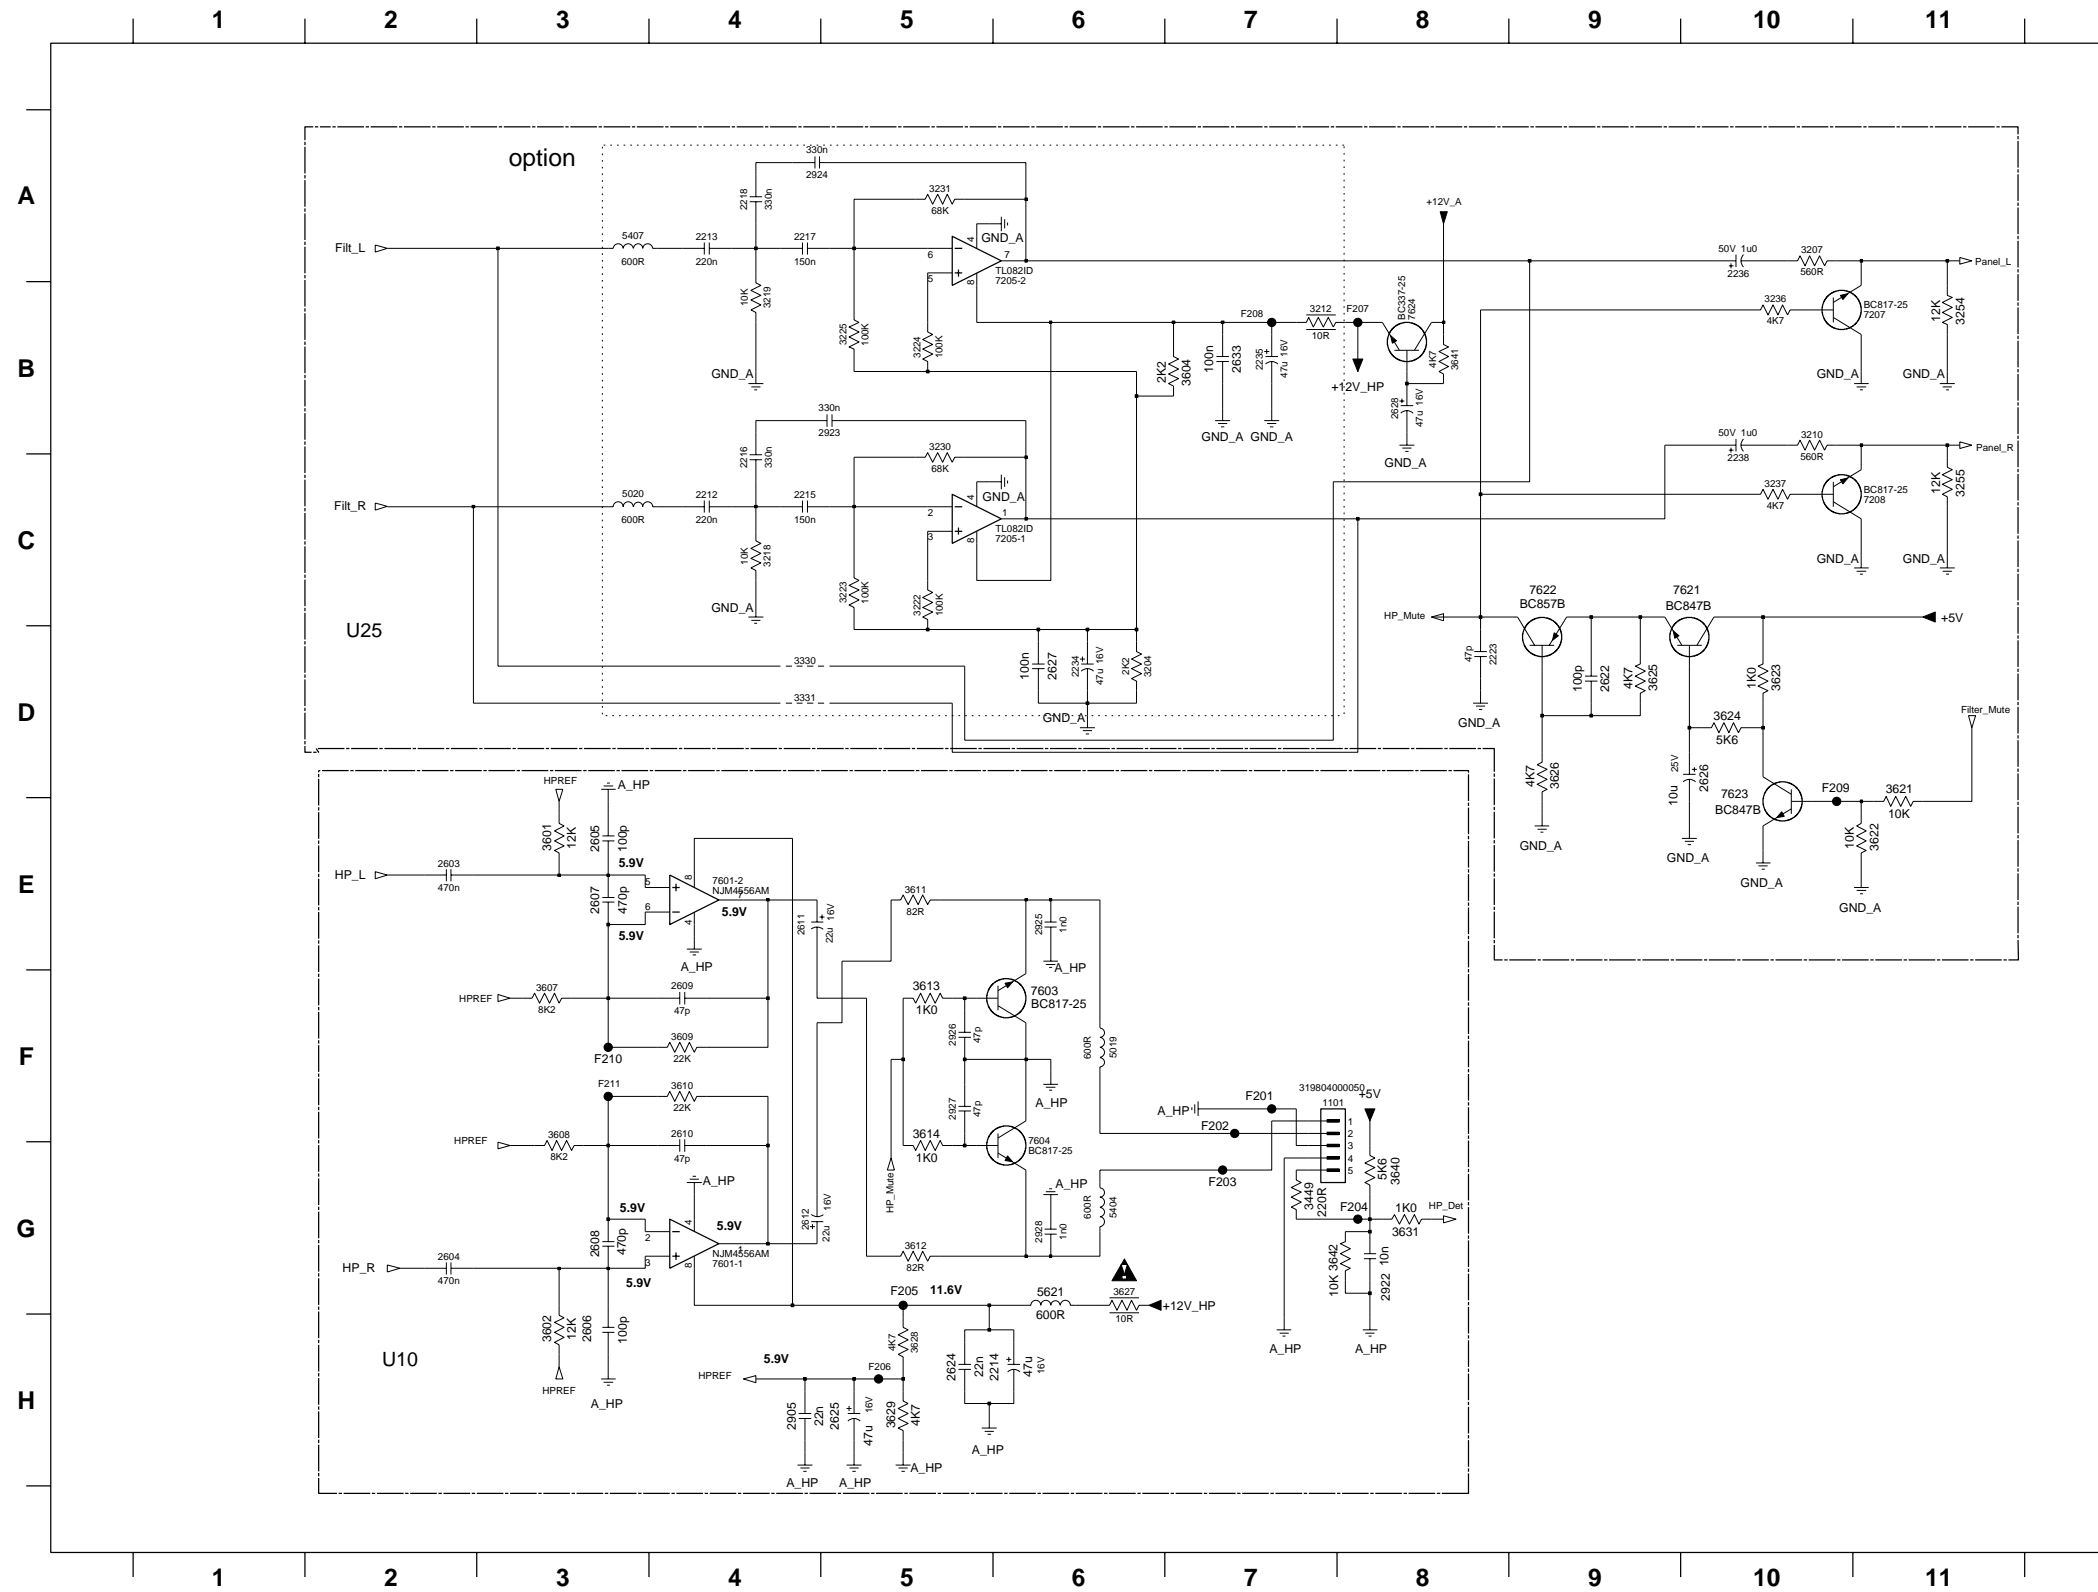 1 2 3 4 5 6 7 8 9 10 11
A
B
C
D
E
F
G
H
option
330n
2924
2218
330n
3231
68K
+12V_A
Filt_L
5407
600R
2213
220n
2217
150n
GND_A
4
6
5
7
8
TL082ID
7205-2
50V 1u0
2236
3207
560R
Panel_L
10K
3219
3225
100K
3224
100K
GND_A
2K2
3604
100n
2633
F208
2235
47u 16V
3212
10R
F207
+12V_HP
BC337-25
7624
4K7
3641
2628
47u 16V
GND_A GND_A
GND_A
3236
4K7
BC817-25
7207
12K
3254
GND_A
GND_A
330n
2923
2216
330n
3230
68K
50V 1u0
2238
3210
560R
Panel_R
Filt_R
5020
600R
2212
220n
2215
150n
GND_A
4
2
3
1
8
TL082ID
7205-1
3237
4K7
BC817-25
7208
12K
3255
10K
3218
3223
100K
3222
100K
GND_A
GND_A
GND_A
U25
3330
3331
100n
2627
2234
47u 16V
2K2
3204
GND_A
HP_Mute
7622
BC857B
7621
BC847B
+5V
47p
2223
GND_A
100p
2622
4K7
3625
1K0
3623
3624
5K6
Filter_Mute
4K7
3626
GND_A
25V
10u
2626
GND_A
7623
BC847B
F209
3621
10K
10K
3622
GND_A
GND_A
HPREF
A_HP
3601
12K
2605
100p
5.9V
HP_L
2603
470n
2607
470p
5
6
8
4
7
7601-2
NJM4556AM
5.9V
5.9V
A_HP
2611
22u
16V
3611
82R
2925
1n0
A_HP
HPREF
3607
8K2
2609
47p
3613
1K0
7603
BC817-25
2926
47p
F210
3609
22K
600R
5019
F211
3610
22K
2927
47p
A_HP
A_HP
F201
319804000050
1101
+5V
1
2
3
4
5
HPREF
3608
8K2
2610
47p
3614
1K0
7604
BC817-25
F202
F203
A_HP
HP_Mute
A_HP
600R
5404
3449
220R
5K6
3640
5.9V
5.9V
2608
470p
2
3
4
8
1
NJM4556AM
7601-1
2612
22u
16V
2928
1n0
F204
1K0
3631
HP_Det
HP_R
2604
470n
5.9V
3612
82R
10K 3642
10n
2922
F205
11.6V
5621
600R
3627
10R
+12V_HP
3602
12K
2606
100p
4K7
3628
2624
22n
2214
47u
16V
A_HP
A_HP
U10
HPREF
A_HP
HPREF
5.9V
F206
2905
22n
2625
47u
16V
3629
4K7
A_HP
A_HP
A_HP
A_HP
1 2 3 4 5 6 7 8 9 10 11